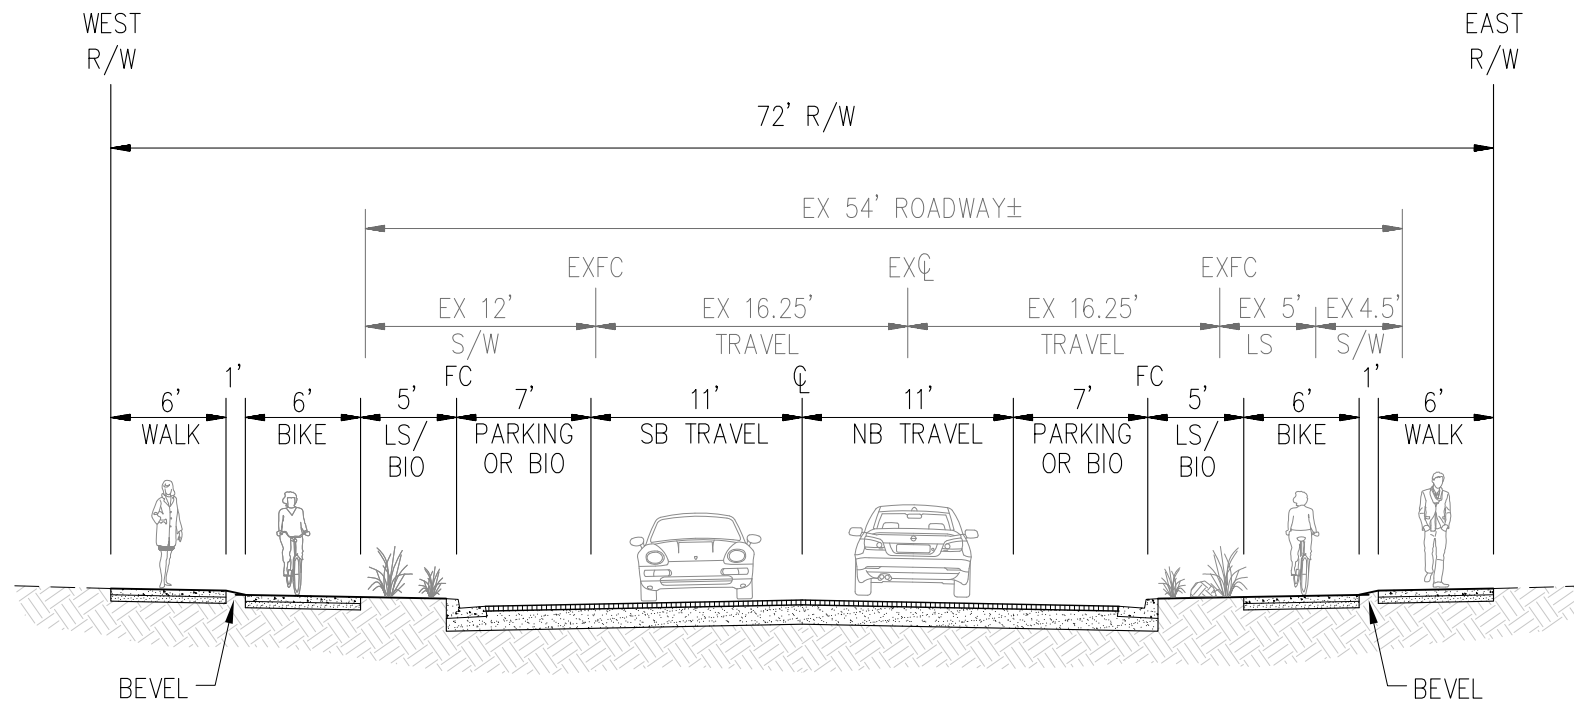 WEST
R/W
EAST
R/W
72' R/W
EX 54' ROADWAY±
EXFC
EX℄
EXFC
EX 12'
S/W
EX 16.25'
TRAVEL
EX 16.25'
TRAVEL
EX 5'
LS
EX 4.5'
S/W
FC
℄
FC
6'
WALK
1'
6'
BIKE
5'
LS/
BIO
7'
PARKING
OR BIO
11'
SB TRAVEL
11'
NB TRAVEL
7'
PARKING
OR BIO
5'
LS/
BIO
6'
BIKE
1'
6'
WALK
BEVEL
BEVEL